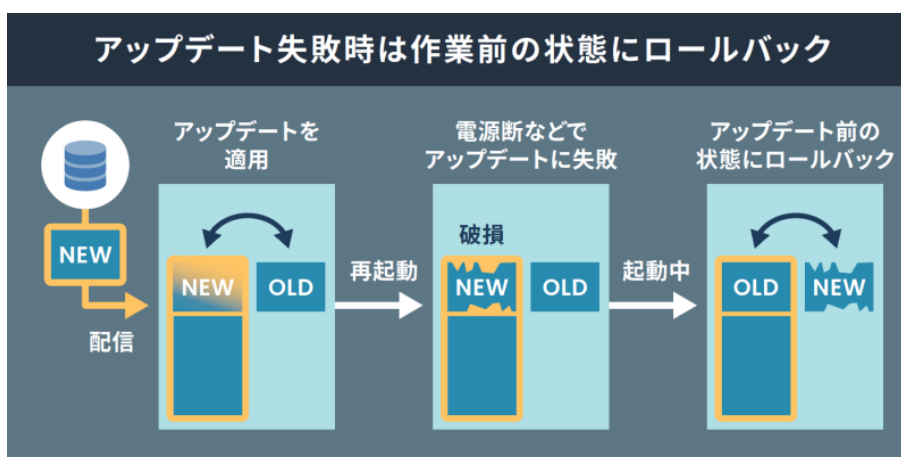 アップデート失敗時は作業前の状態にロールバック
アップデートを
適用
電源断などで
アップデートに失敗
アップデート前の
状態にロールバック
NEW
配信
NEW
OLD
再起動
破損
NEW
OLD
起動中
OLD
NEW